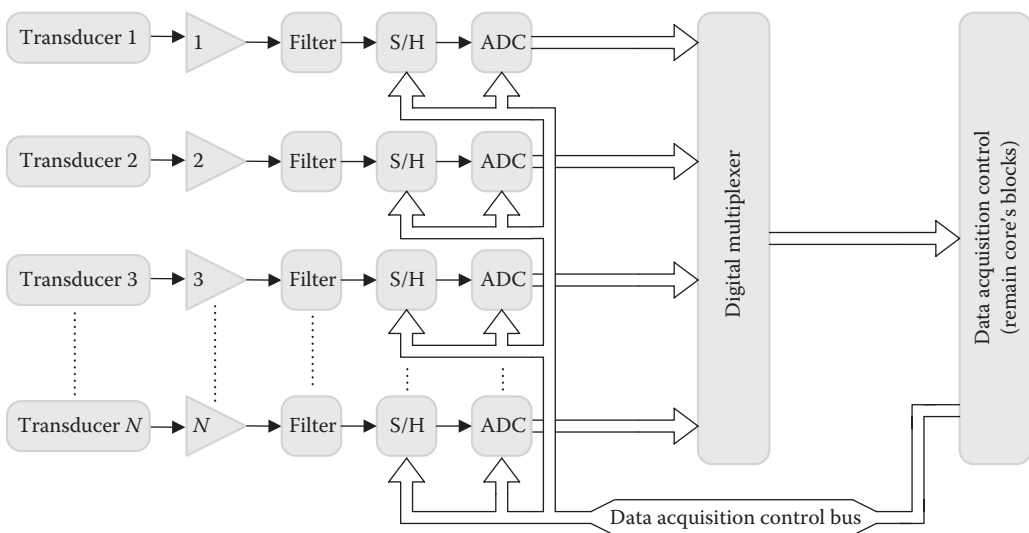 Transducer 1
1
Filter
S/H
ADC
Transducer 2
2
Filter
S/H
ADC
Transducer 3
3
Filter
S/H
ADC
Transducer N
N
Filter
S/H
ADC
Digital multiplexer
Data acquisition control
(remain core's blocks)
Data acquisition control bus